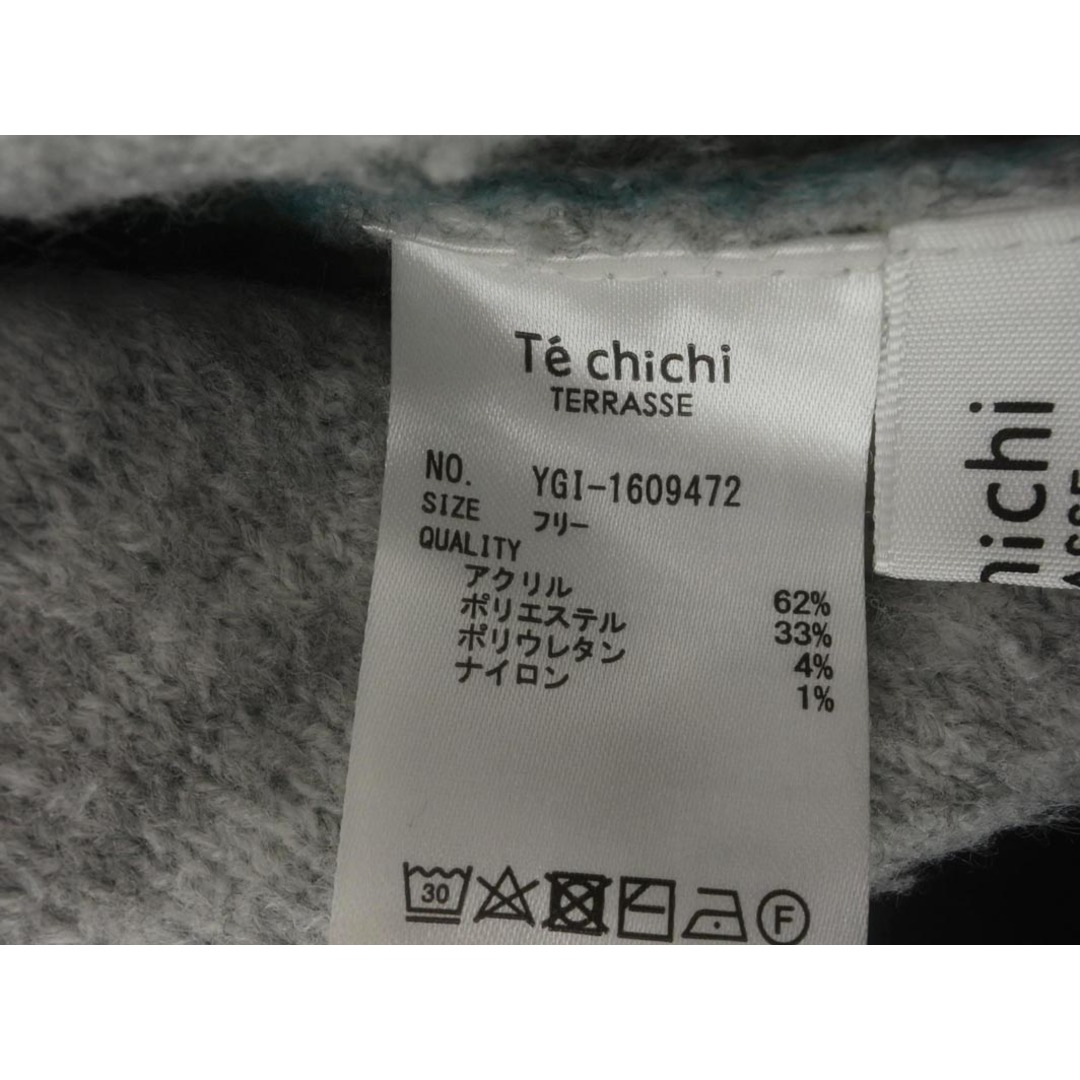 Té chichi
TERRASSE
NO. YGI-1609472
SIZE フリー
QUALITY
アクリル 62%
ポリエステル 33%
ポリウレタン 4%
ナイロン 1%
30
F
hichi